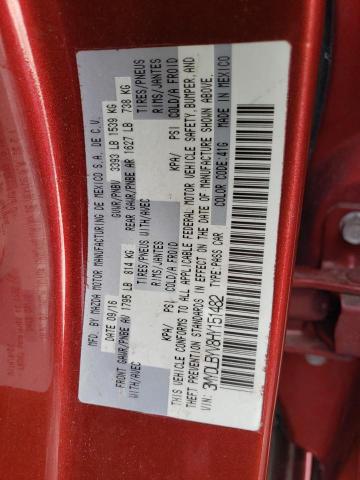 MFD BY MAZDA MOTOR MANUFACTURING DE MEXICO S.A. DE C.V.
DATE 09/16 GVWR/PNBV 3393 LB 1539 KG
FRONT GAWR/PNBE AV 1795 LB 814 KG REAR GAWR/PNBE AR 1627 LB 738 KG
WITH/AVEC TIRES/PNEUS WITH/AVEC TIRES/PNEUS
RIMS/JANTES RIMS/JANTES
KPA/ PSI COLD/A FROID KPA/ PSI COLD/A FROID
THIS VEHICLE CONFORMS TO ALL APPLICABLE FEDERAL MOTOR VEHICLE SAFETY, BUMPER, AND
THEFT PREVENTION STANDARDS IN EFFECT ON THE DATE OF MANUFACTURE SHOWN ABOVE.
VIN: 3MYDLBYV8HY151482 TYPE: PASS CAR COLOR CODE: 41G MADE IN MEXICO